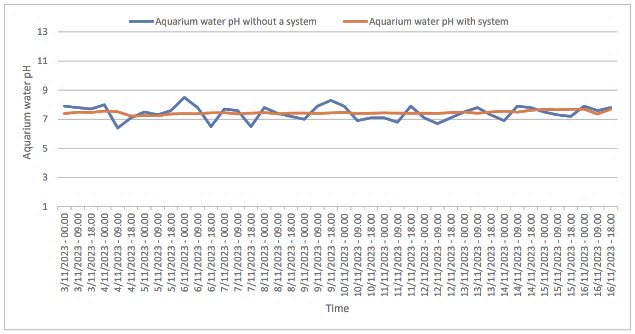 Aquarium water pH without a system
Aquarium water pH with system
13
11
9
7
5
3
1
Aquarium water pH
3/11/2023 - 00.00
3/11/2023 - 09.00
3/11/2023 - 18.00
4/11/2023 - 00.00
4/11/2023 - 09.00
4/11/2023 - 18.00
5/11/2023 - 00.00
5/11/2023 - 09.00
5/11/2023 - 18.00
6/11/2023 - 00.00
6/11/2023 - 09.00
6/11/2023 - 18.00
7/11/2023 - 00.00
7/11/2023 - 09.00
7/11/2023 - 18.00
8/11/2023 - 00.00
8/11/2023 - 09.00
8/11/2023 - 18.00
9/11/2023 - 00.00
9/11/2023 - 09.00
9/11/2023 - 18.00
10/11/2023 - 00.00
10/11/2023 - 09.00
10/11/2023 - 18.00
11/11/2023 - 00.00
11/11/2023 - 09.00
11/11/2023 - 18.00
12/11/2023 - 00.00
12/11/2023 - 09.00
12/11/2023 - 18.00
13/11/2023 - 00.00
13/11/2023 - 09.00
13/11/2023 - 18.00
14/11/2023 - 00.00
14/11/2023 - 09.00
14/11/2023 - 18.00
15/11/2023 - 00.00
15/11/2023 - 09.00
15/11/2023 - 18.00
16/11/2023 - 00.00
16/11/2023 - 09.00
16/11/2023 - 18.00
Time